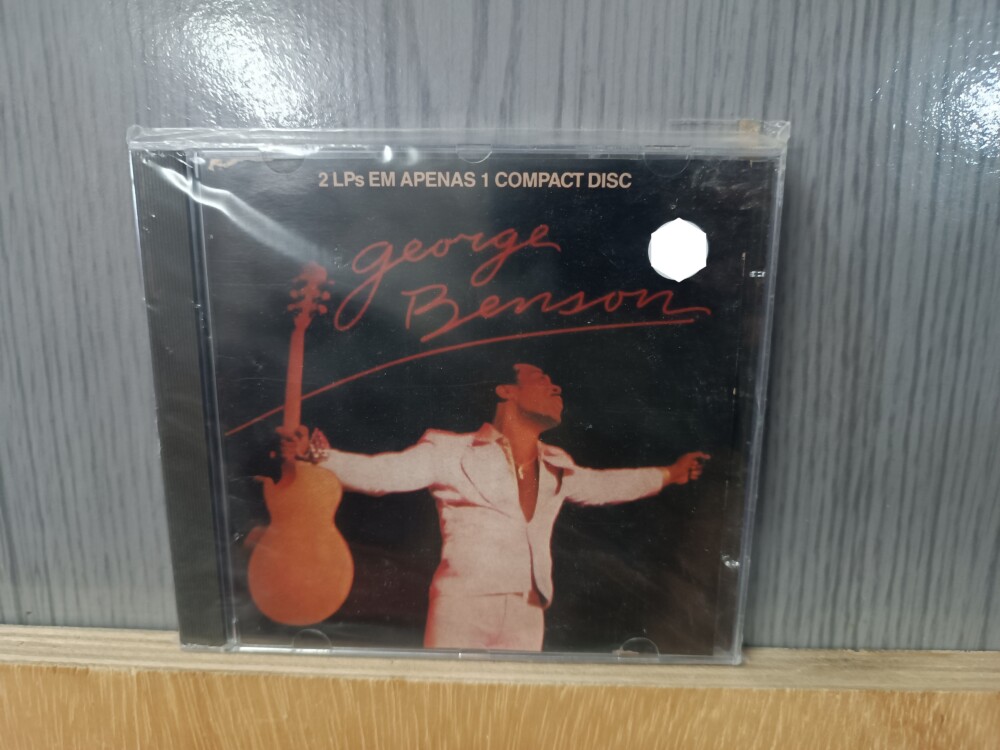 2 LPs EM APENAS 1 COMPACT DISC
george
Benson